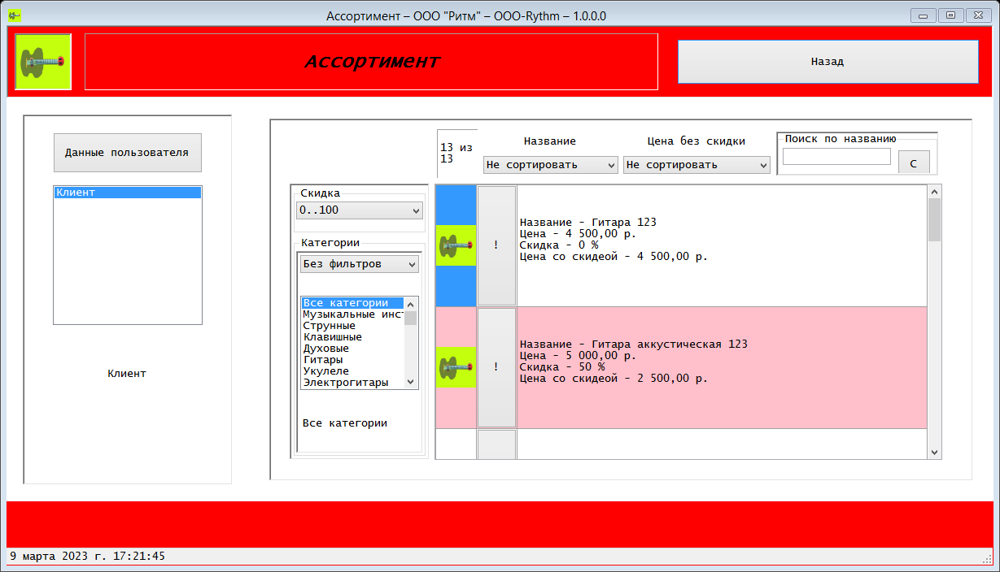 Ассортимент – ООО "Ритм" – OOO-Rythm – 1.0.0.0
Ассортимент
Назад
Данные пользователя
Клиент
Клиент
13 из
13
Название
Не сортировать
Цена без скидки
Не сортировать
Поиск по названию
С
Скидка
0..100
Категории
Без фильтров
Все категории
Музыкальные инст
Струнные
Клавишные
Духовые
Гитары
Укулеле
Электрогитары
Все категории
!
Название - Гитара 123
Цена - 4 500,00 р.
Скидка - 0 %
Цена со скидеой - 4 500,00 р.
!
Название - Гитара аккустическая 123
Цена - 5 000,00 р.
Скидка - 50 %
Цена со скидеой - 2 500,00 р.
9 марта 2023 г. 17:21:45